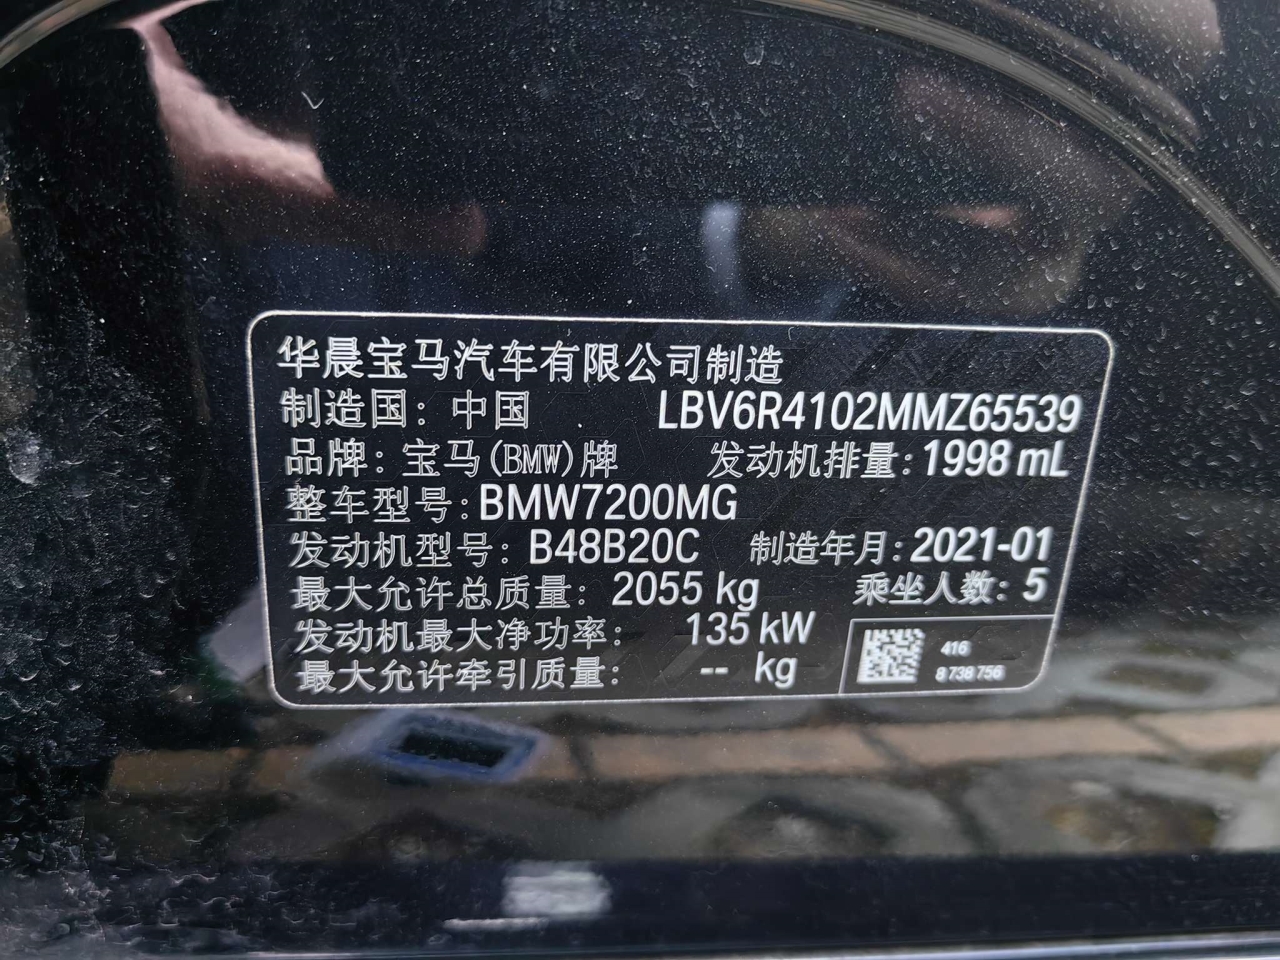 华晨宝马汽车有限公司制造
制造国：中国 LBV6R4102MMZ65539
品牌：宝马(BMW)牌 发动机排量：1998 mL
整车型号：BMW7200MG
发动机型号：B48B20C 制造年月：2021-01
最大允许总质量：2055 kg 乘坐人数：5
发动机最大净功率：135 kW
最大允许牵引质量：-- kg
416
8 738 756